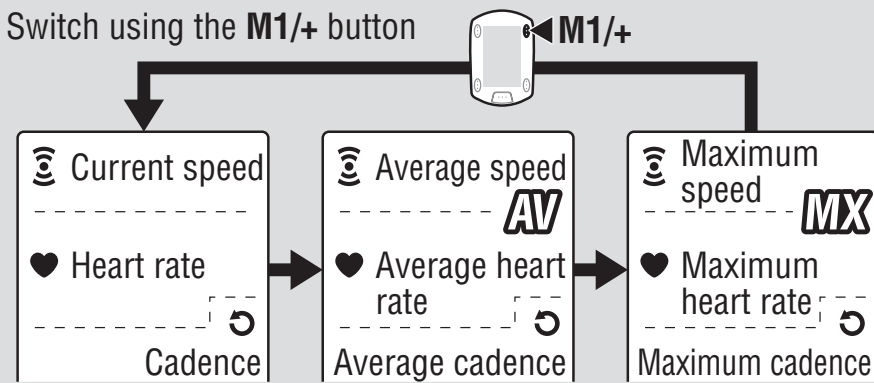 Switch using the M1/+ button
M1/+
Current speed
Heart rate
Cadence
Average speed
AV
Average heart
rate
Average cadence
Maximum
speed
MX
Maximum
heart rate
Maximum cadence